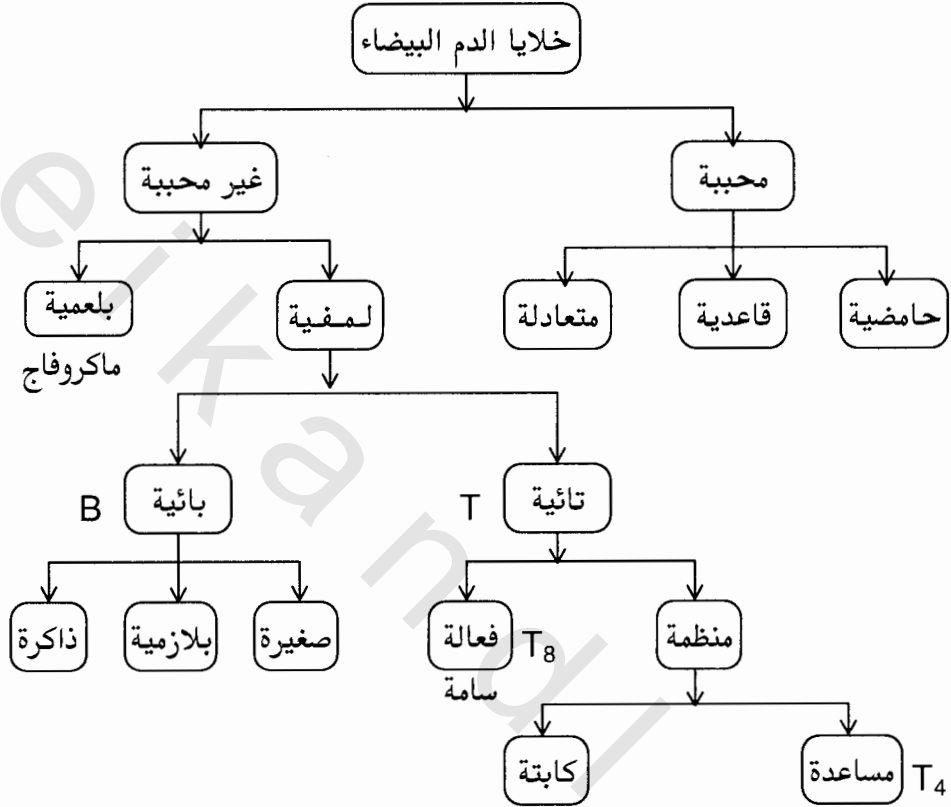 خلايا الدم البيضاء
محببة
غير محببة
حامضية
قاعدية
متعادلة
لمفية
بلعمية
ماكروفاج
تائية
T
بائية
B
منظمة
فعالة
T₈
سامة
صغيرة
بلازمية
ذاكرة
مساعدة
T₄
كابتة
eikandl